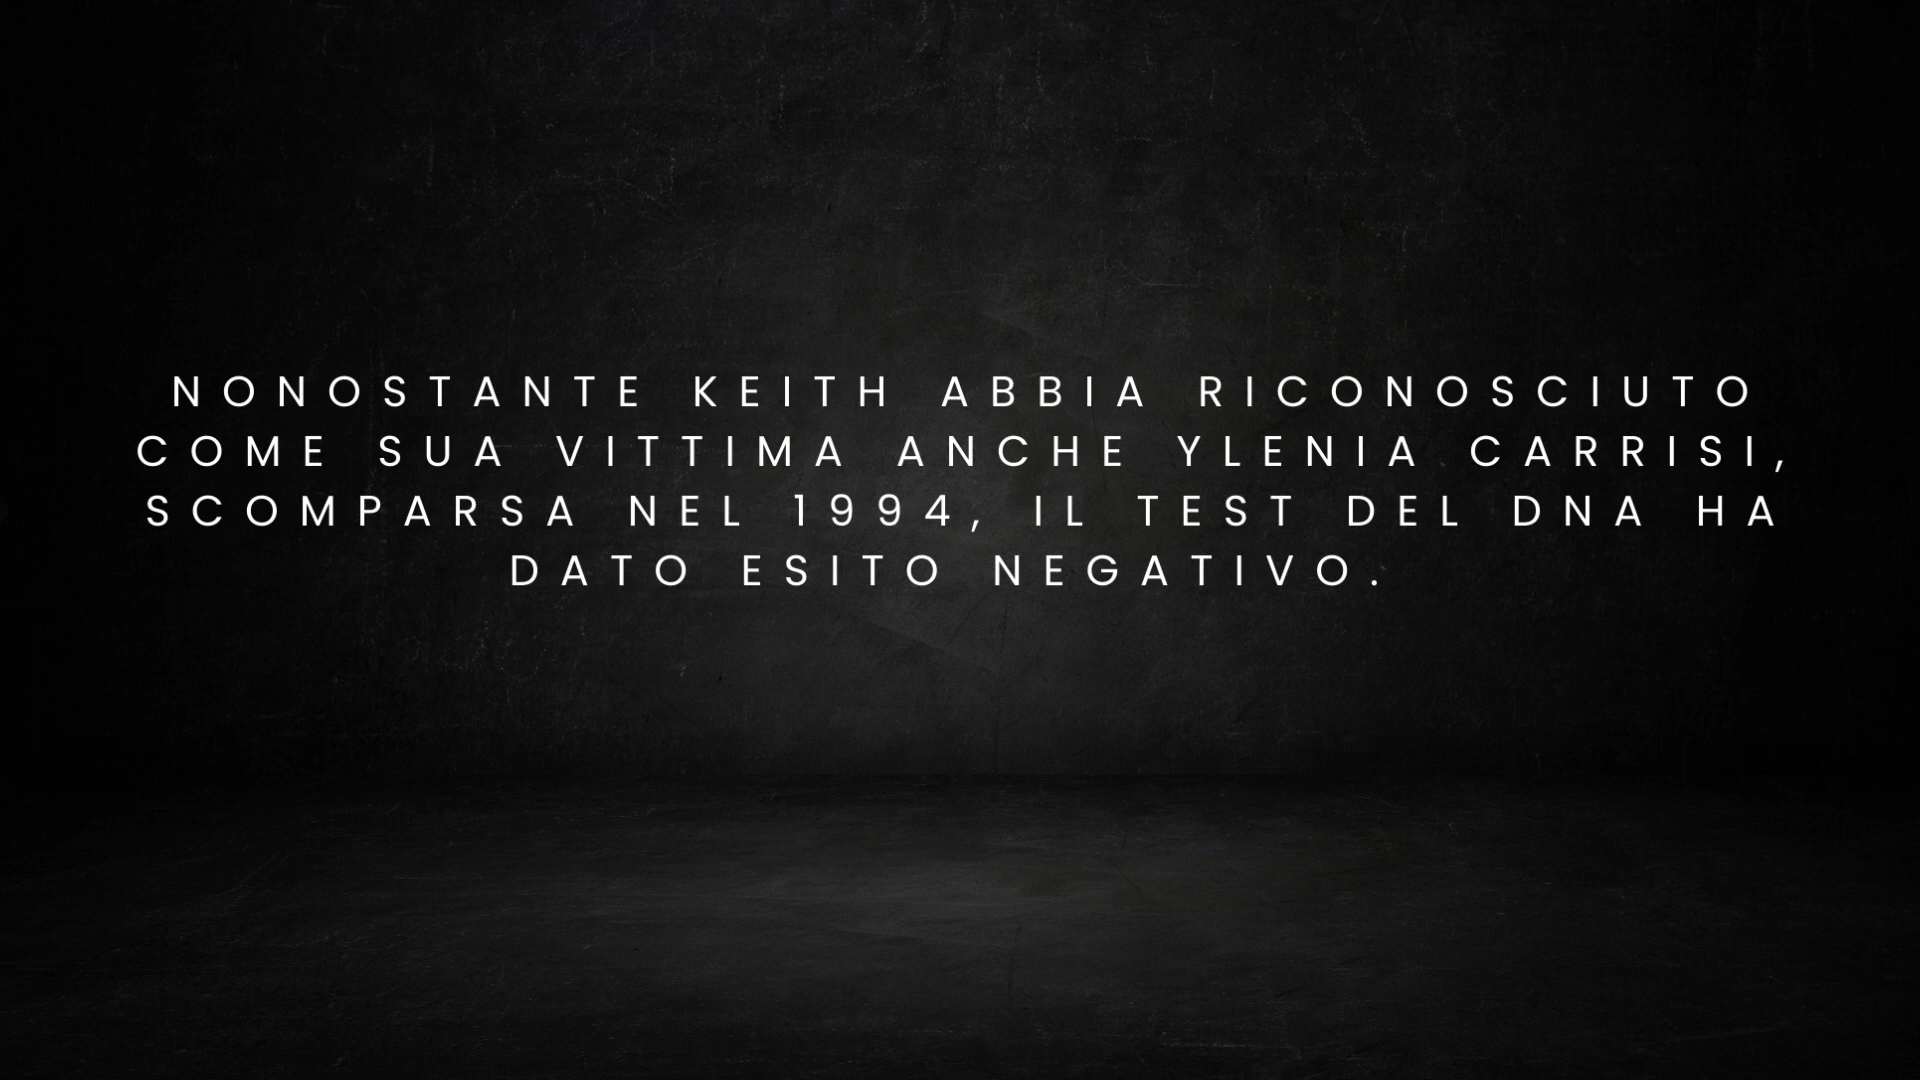 NONOSTANTE KEITH ABBIA RICONOSCIUTO
COME SUA VITTIMA ANCHE YLENIA CARRISI,
SCOMPARSA NEL 1994, IL TEST DEL DNA HA
DATO ESITO NEGATIVO.